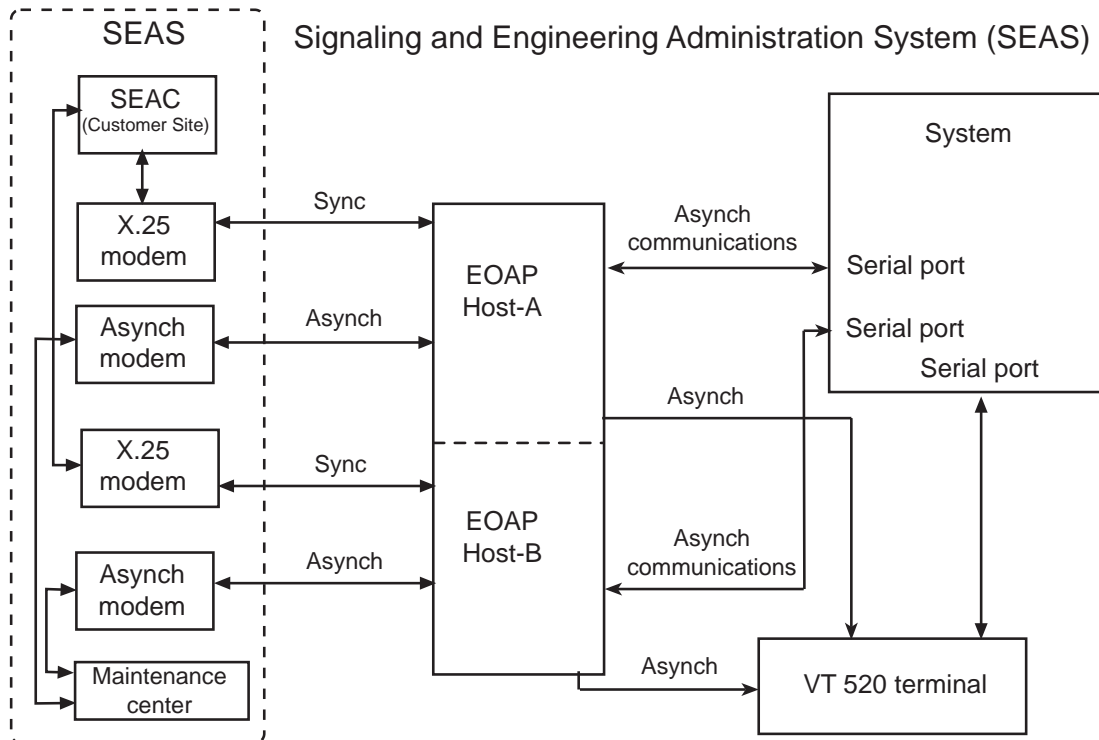 SEAS
Signaling and Engineering Administration System (SEAS)
SEAC
(Customer Site)
System
X.25
modem
Sync
Asynch
communications
EOAP
Host-A
Serial port
Asynch
modem
Asynch
Serial port
Serial port
Asynch
X.25
modem
Sync
EOAP
Host-B
Asynch
communications
Asynch
modem
Asynch
Maintenance
center
Asynch
VT 520 terminal